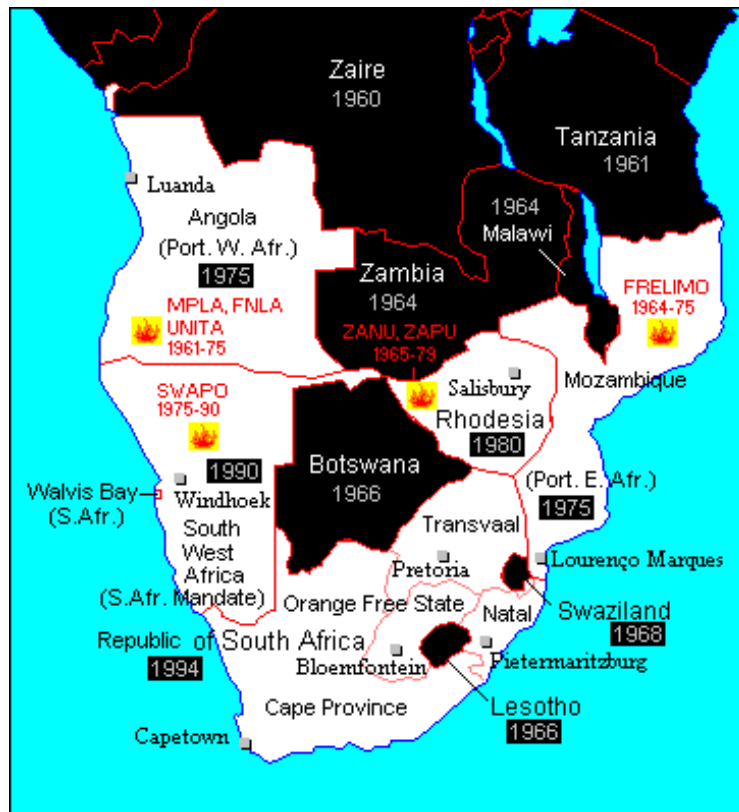 Zaire
1960
Tanzania
1961
Luanda
Angola
(Port. W. Afr.)
1975
MPLA, FNLA
UNITA
1961-75
1964
Malawi
Zambia
1964
ZANU, ZAPU
1965-79
FRELIMO
1964-75
SWAPO
1975-90
Salisbury
Rhodesia
1980
Mozambique
(Port. E. Afr.)
1975
Botswana
1966
1990
Walvis Bay
(S.Afr.)
Windhoek
South
West
Africa
(S.Afr. Mandate)
Transvaal
Pretoria
Lourenço Marques
Orange Free State
Natal
Swaziland
1968
Republic of South Africa
1994
Bloemfontein
Pietermaritzburg
Cape Province
Lesotho
1966
Capetown